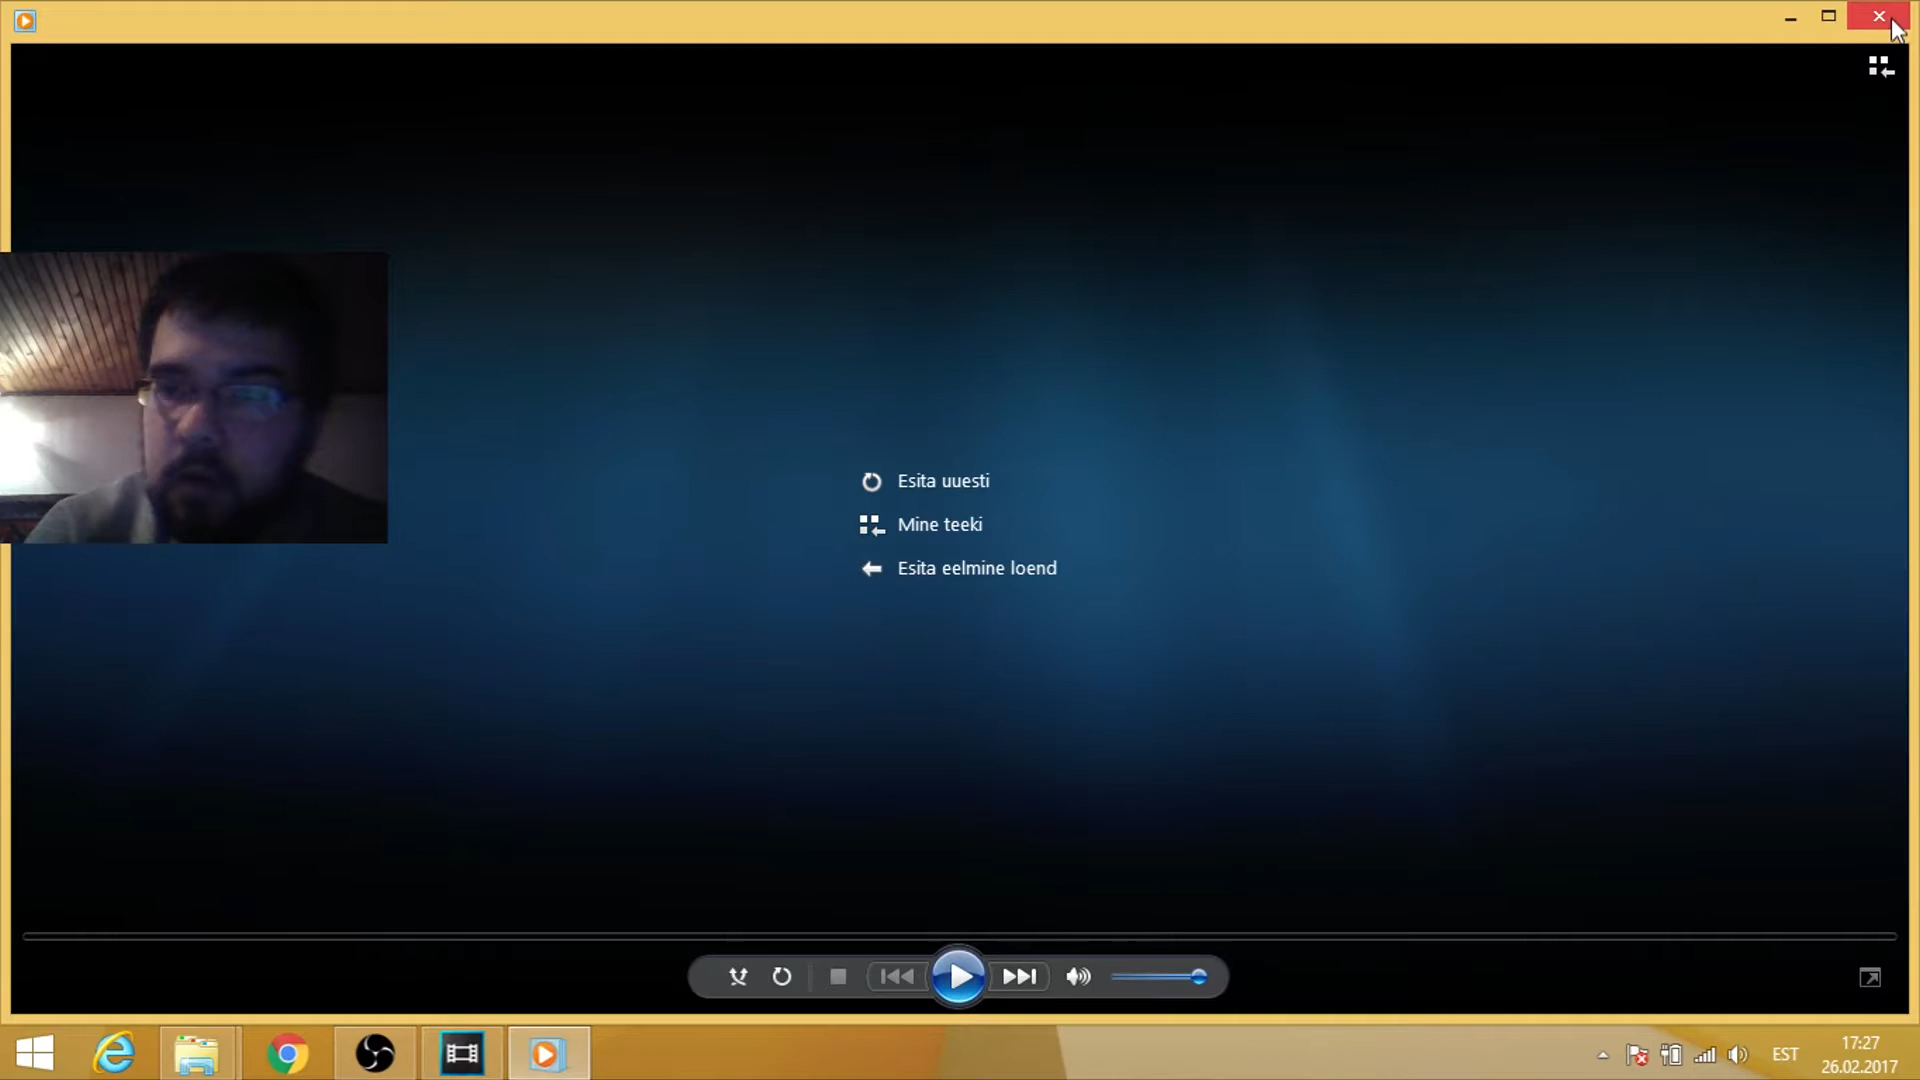 Esita uuesti
Mine teeki
Esita eelmine loend
EST
17:27
26.02.2017